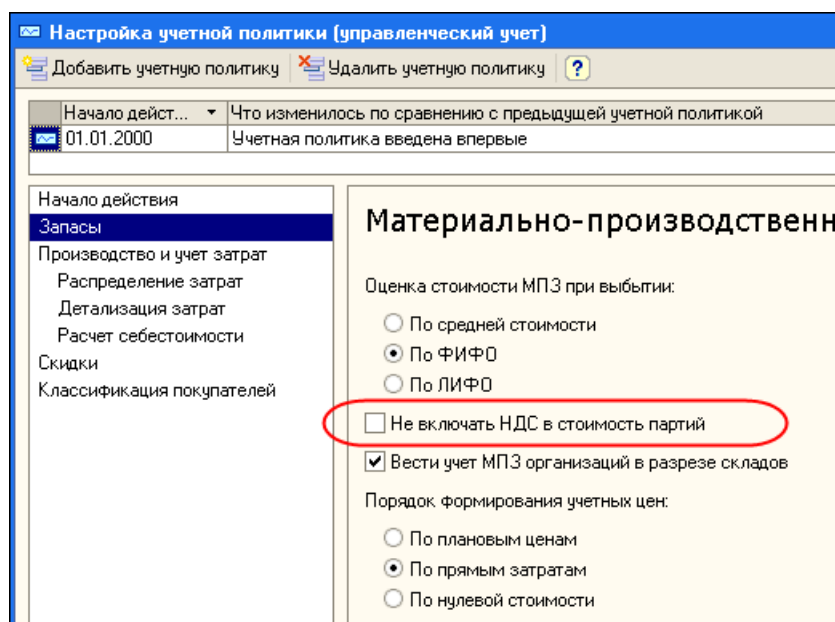 Настройка учетной политики (управленческий учет)
Добавить учетную политику Удалить учетную политику ?
Начало дейст... Что изменилось по сравнению с предыдущей учетной политикой
01.01.2000 Учетная политика введена впервые
Начало действия
Запасы
Производство и учет затрат
Распределение затрат
Детализация затрат
Расчет себестоимости
Скидки
Классификация покупателей
Материально-производственн
Оценка стоимости МПЗ при выбытии:
По средней стоимости
По ФИФО
По ЛИФО
Не включать НДС в стоимость партий
Вести учет МПЗ организаций в разрезе складов
Порядок формирования учетных цен:
По плановым ценам
По прямым затратам
По нулевой стоимости